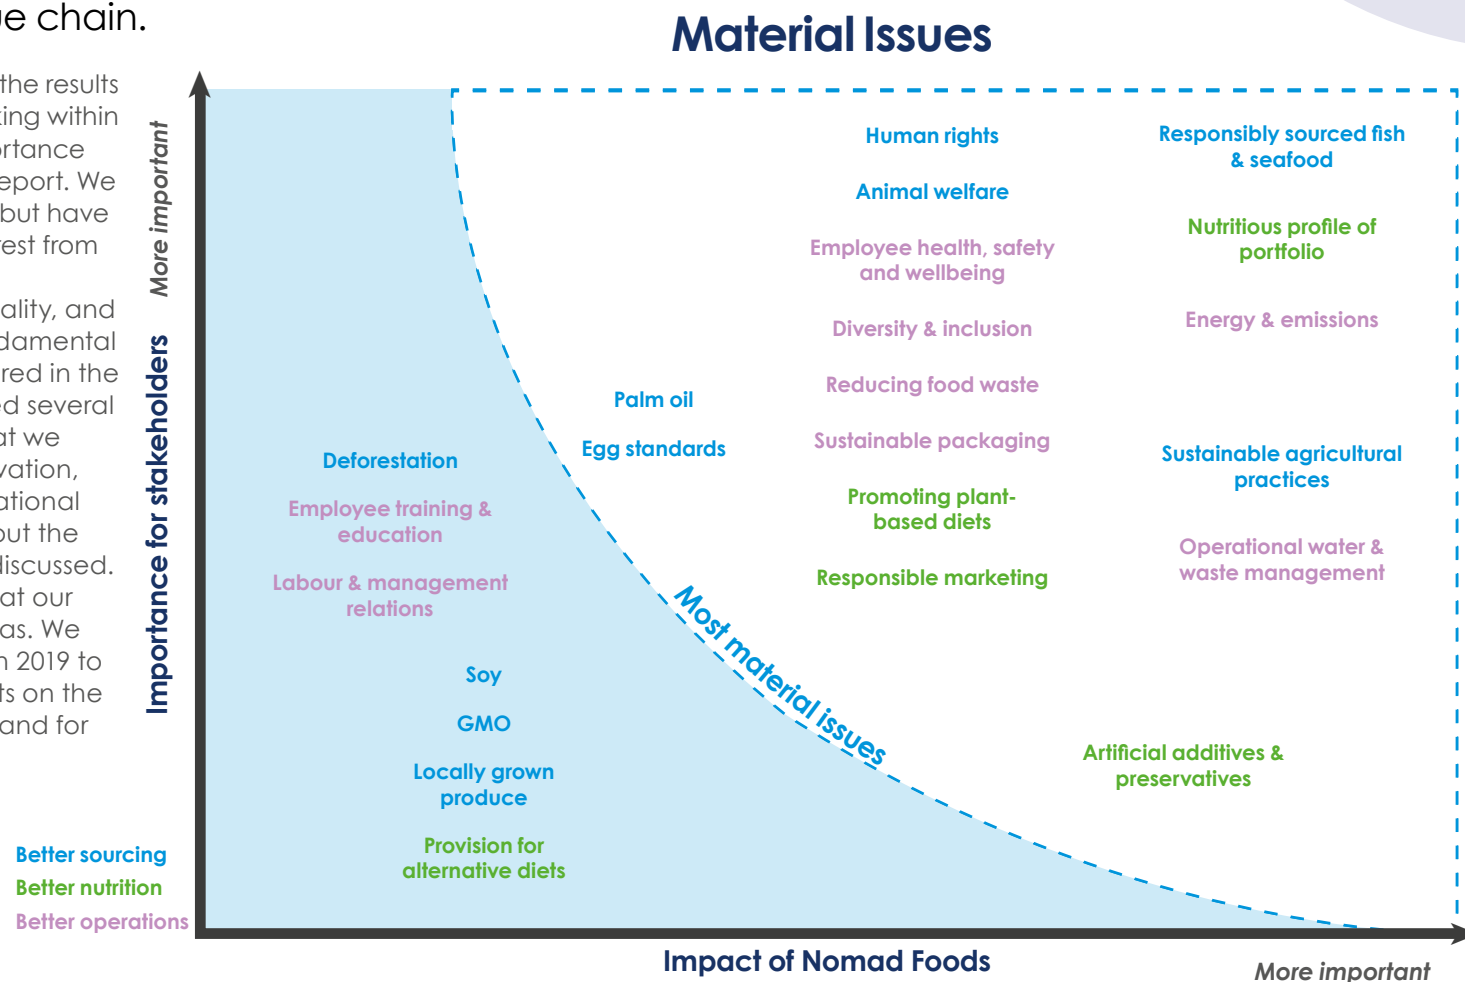 ue chain.
the results
king within
ortance
eport. We
but have
rest from
ality, and
ndamental
red in the
ed several
at we
vation,
ational
out the
discussed.
at our
as. We
n 2019 to
ts on the
and for
Material Issues
More important
Importance for stakeholders
Human rights
Animal welfare
Employee health, safety
and wellbeing
Diversity & inclusion
Reducing food waste
Sustainable packaging
Promoting plant-
based diets
Responsible marketing
Responsibly sourced fish
& seafood
Nutritious profile of
portfolio
Energy & emissions
Sustainable agricultural
practices
Operational water &
waste management
Artificial additives &
preservatives
Palm oil
Egg standards
Most material issues
Deforestation
Employee training &
education
Labour & management
relations
Soy
GMO
Locally grown
produce
Provision for
alternative diets
Better sourcing
Better nutrition
Better operations
Impact of Nomad Foods
More important